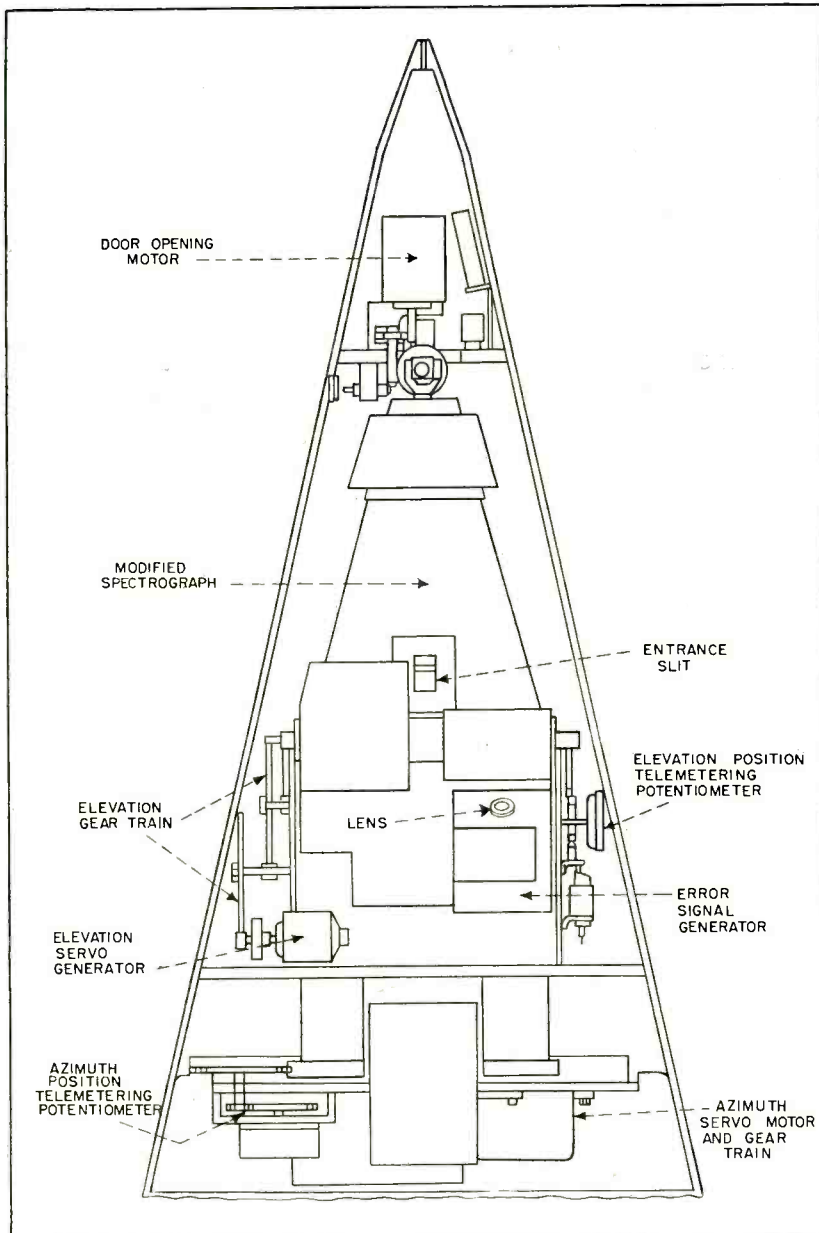 DOOR OPENING
MOTOR
MODIFIED
SPECTROGRAPH
ENTRANCE
SLIT
ELEVATION POSITION
TELEMETERING
POTENTIOMETER
ELEVATION
GEAR TRAIN
LENS
ERROR
SIGNAL
GENERATOR
ELEVATION
SERVO
GENERATOR
AZIMUTH
POSITION
TELEMETERING
POTENTIOMETER
AZIMUTH
SERVO MOTOR
AND GEAR
TRAIN